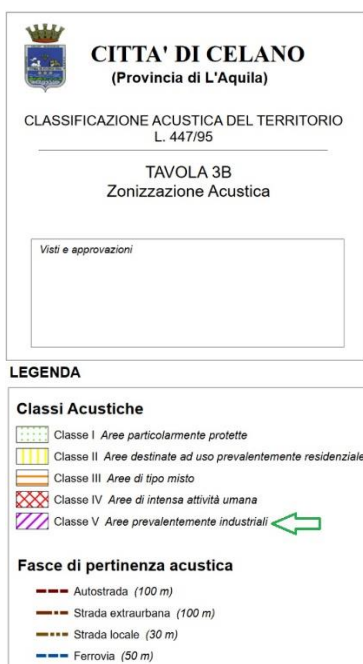 CITTA' DI CELANO
(Provincia di L'Aquila)
CLASSIFICAZIONE ACUSTICA DEL TERRITORIO
L. 447/95
TAVOLA 3B
Zonizzazione Acustica
Visti e approvazioni
LEGENDA
Classi Acustiche
Classe I Aree particolarmente protette
Classe II Aree destinate ad uso prevalentemente residenziale
Classe III Aree di tipo misto
Classe IV Aree di intensa attività umana
Classe V Aree prevalentemente industriali
Fasce di pertinenza acustica
Autostrada (100 m)
Strada extraurbana (100 m)
Strada locale (30 m)
Ferrovia (50 m)